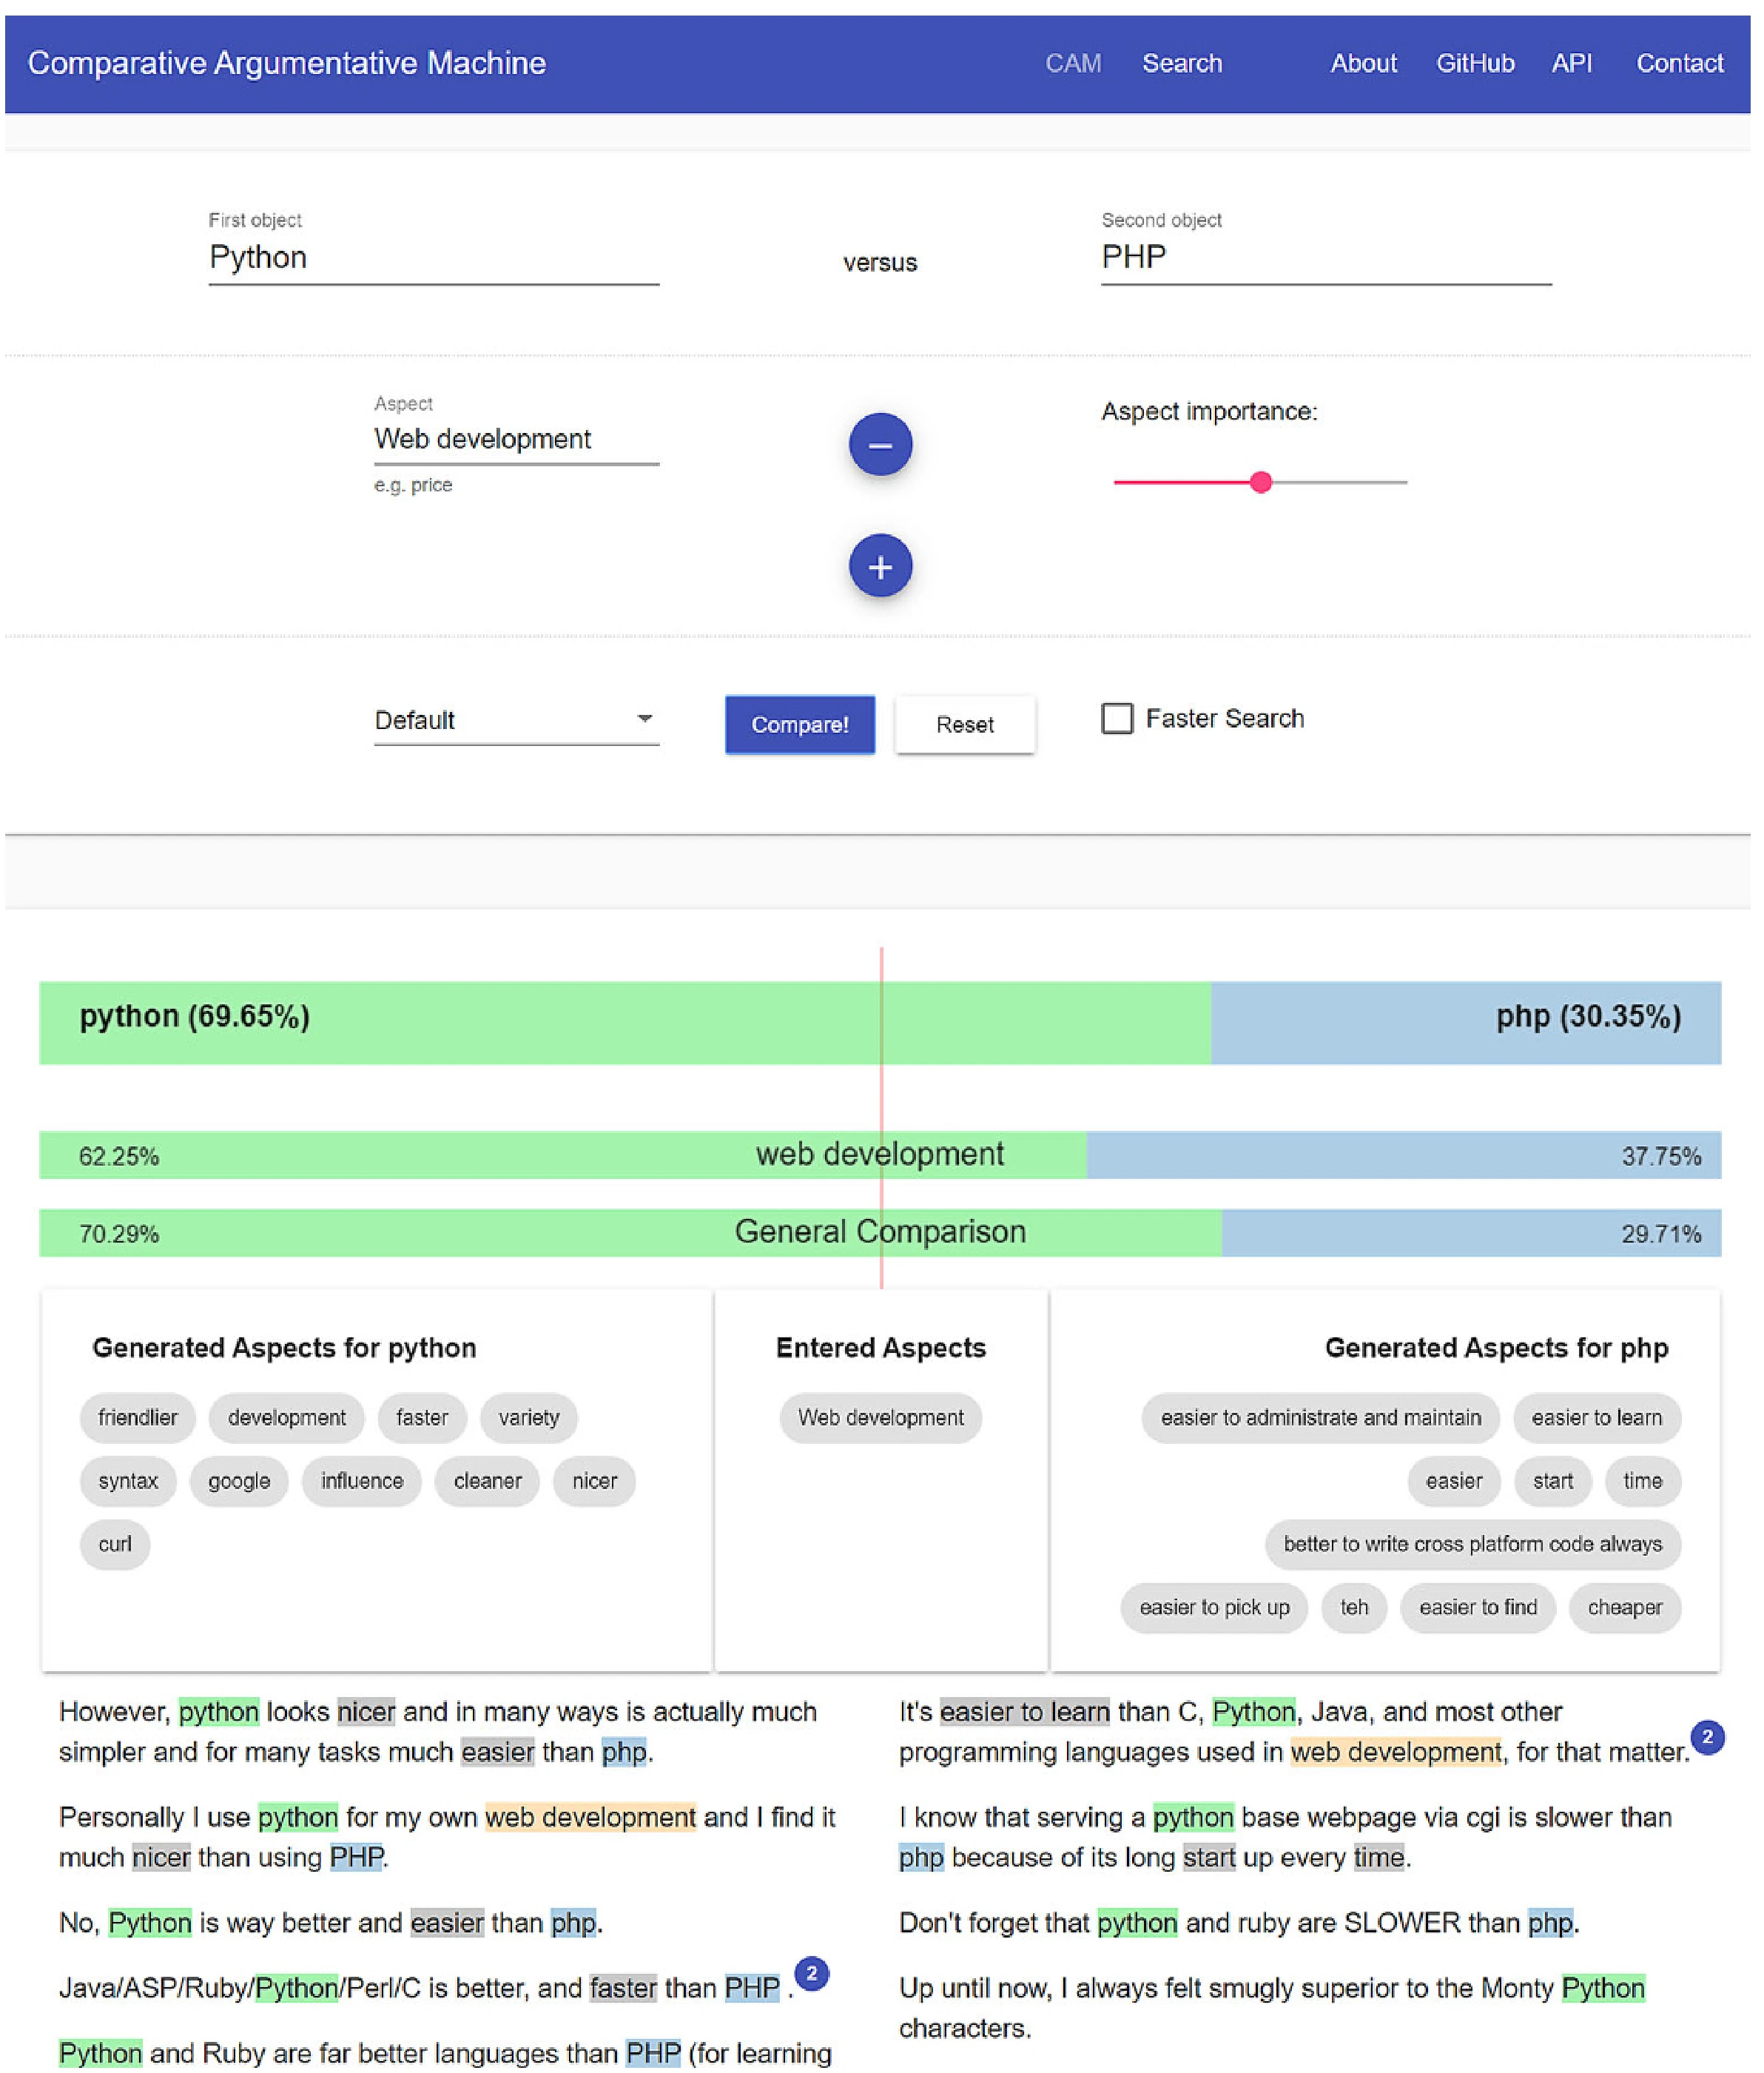 Comparative Argumentative Machine CAM Search About GitHub API Contact
First object
Python
versus
Second object
PHP
Aspect
Web development
e.g. price
−
+
Aspect importance:
Default
Compare!
Reset
Faster Search
python (69.65%) php (30.35%)
62.25% web development 37.75%
70.29% General Comparison 29.71%
Generated Aspects for python
friendlier development faster variety
syntax google influence cleaner nicer
curl
Entered Aspects
Web development
Generated Aspects for php
easier to administrate and maintain easier to learn
easier start time
better to write cross platform code always
easier to pick up teh easier to find cheaper
However, python looks nicer and in many ways is actually much
simpler and for many tasks much easier than php.
Personally I use python for my own web development and I find it
much nicer than using PHP.
No, Python is way better and easier than php.
Java/ASP/Ruby/Python/Perl/C is better, and faster than PHP . 2
Python and Ruby are far better languages than PHP (for learning
It's easier to learn than C, Python, Java, and most other
programming languages used in web development, for that matter. 2
I know that serving a python base webpage via cgi is slower than
php because of its long start up every time.
Don't forget that python and ruby are SLOWER than php.
Up until now, I always felt smugly superior to the Monty Python
characters.